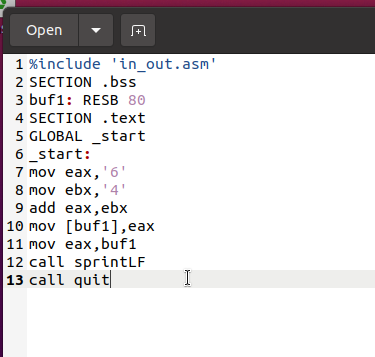 Open
1 %include 'in_out.asm'
2 SECTION .bss
3 buf1: RESB 80
4 SECTION .text
5 GLOBAL _start
6 _start:
7 mov eax,'6'
8 mov ebx,'4'
9 add eax,ebx
10 mov [buf1],eax
11 mov eax,buf1
12 call sprintLF
13 call quit